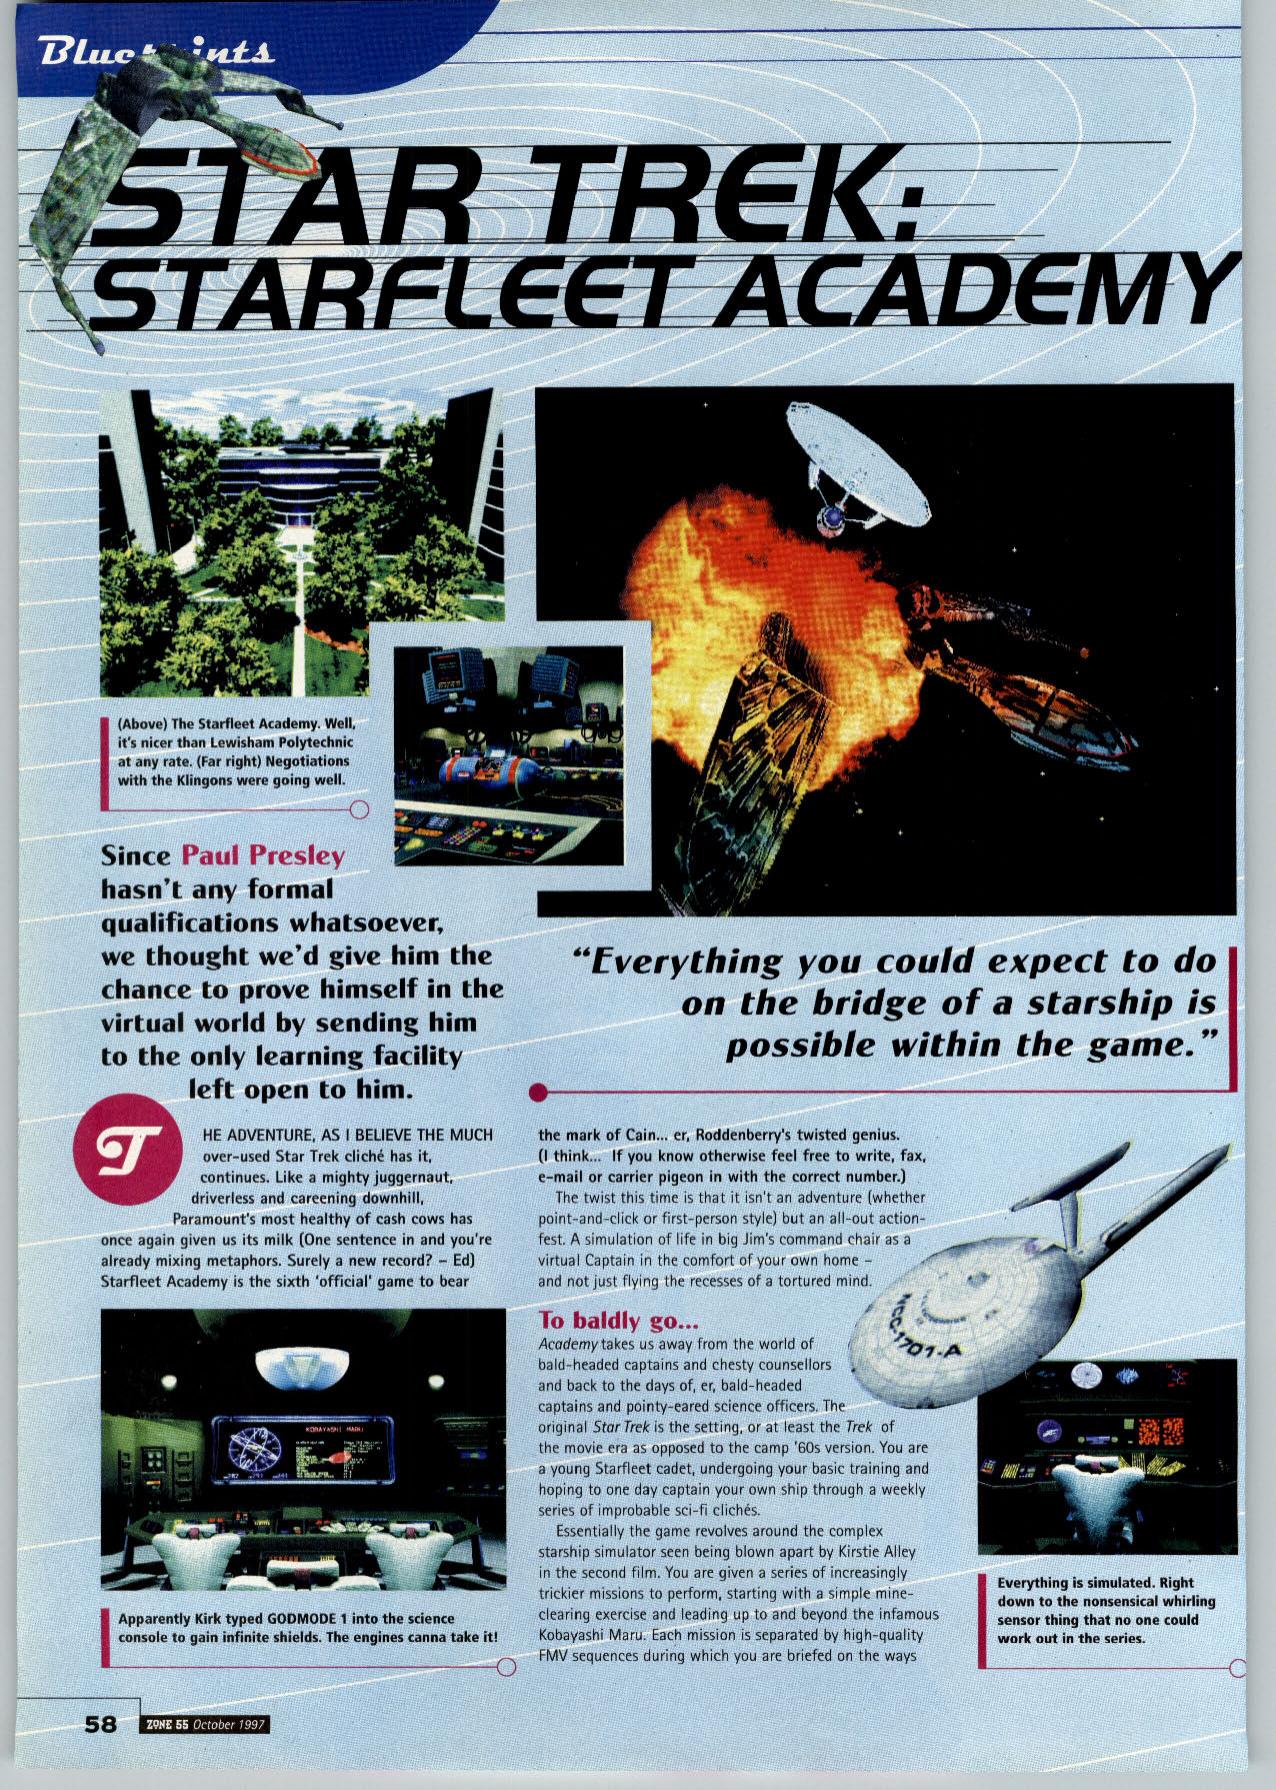 Blueprints
STAR TREK:
STARFLEET ACADEMY
(Above) The Starfleet Academy. Well,
it's nicer than Lewisham Polytechnic
at any rate. (Far right) Negotiations
with the Klingons were going well.
Since Paul Presley
hasn't any formal
qualifications whatsoever,
we thought we'd give him the
chance to prove himself in the
virtual world by sending him
to the only learning facility
left open to him.
"Everything you could expect to do
on the bridge of a starship is
possible within the game."
THE ADVENTURE, AS I BELIEVE THE MUCH
over-used Star Trek cliché has it,
continues. Like a mighty juggernaut,
driverless and careening downhill,
Paramount's most healthy of cash cows has
once again given us its milk (One sentence in and you're
already mixing metaphors. Surely a new record? – Ed)
Starfleet Academy is the sixth 'official' game to bear
the mark of Cain... er, Roddenberry's twisted genius.
(I think... If you know otherwise feel free to write, fax,
e-mail or carrier pigeon in with the correct number.)
The twist this time is that it isn't an adventure (whether
point-and-click or first-person style) but an all-out action-
fest. A simulation of life in big Jim's command chair as a
virtual Captain in the comfort of your own home –
and not just flying the recesses of a tortured mind.
To baldly go...
Academy takes us away from the world of
bald-headed captains and chesty counsellors
and back to the days of, er, bald-headed
captains and pointy-eared science officers. The
original Star Trek is the setting, or at least the Trek of
the movie era as opposed to the camp '60s version. You are
a young Starfleet cadet, undergoing your basic training and
hoping to one day captain your own ship through a weekly
series of improbable sci-fi clichés.
Essentially the game revolves around the complex
starship simulator seen being blown apart by Kirstie Alley
in the second film. You are given a series of increasingly
trickier missions to perform, starting with a simple mine-
clearing exercise and leading up to and beyond the infamous
Kobayashi Maru. Each mission is separated by high-quality
FMV sequences during which you are briefed on the ways
NCC-1701-A
KOBAYASHI MARU
Apparently Kirk typed GODMODE 1 into the science
console to gain infinite shields. The engines canna take it!
Everything is simulated. Right
down to the nonsensical whirling
sensor thing that no one could
work out in the series.
58 ZONE 55 October 1997